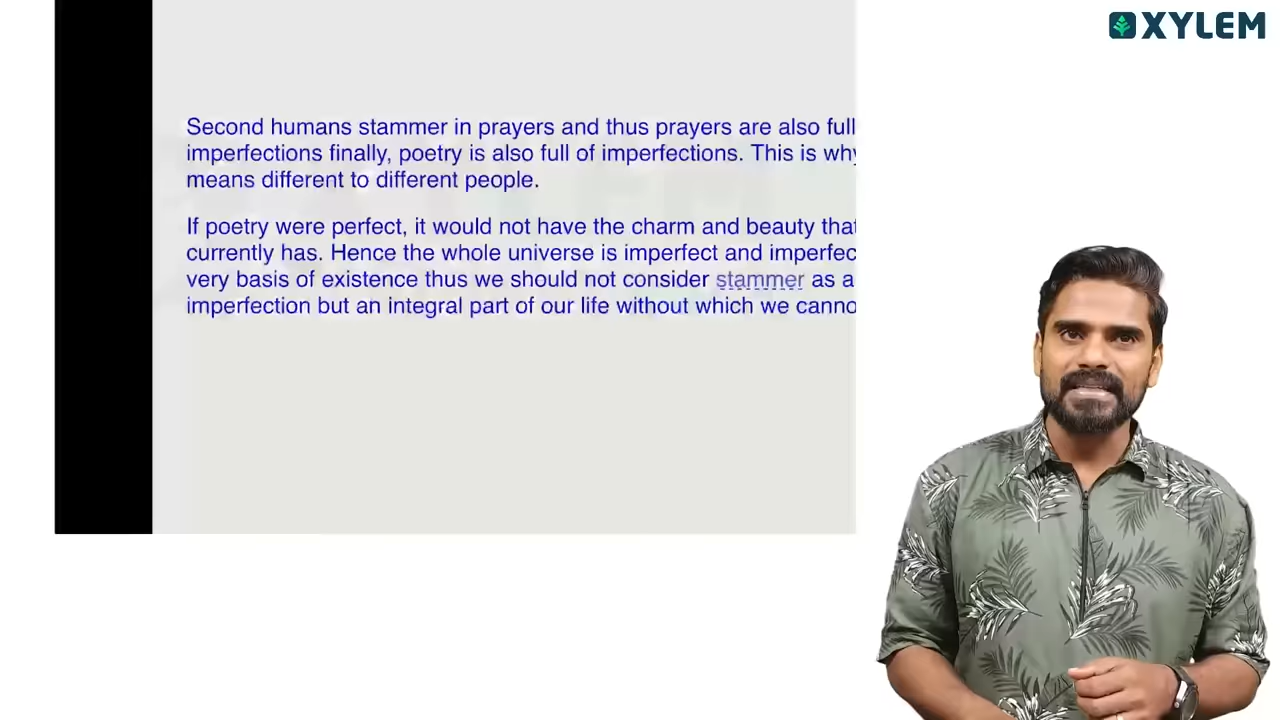 XYLEM
Second humans stammer in prayers and thus prayers are also full
imperfections finally, poetry is also full of imperfections. This is why
means different to different people.
If poetry were perfect, it would not have the charm and beauty that
currently has. Hence the whole universe is imperfect and imperfec
very basis of existence thus we should not consider stammer as a
imperfection but an integral part of our life without which we canno